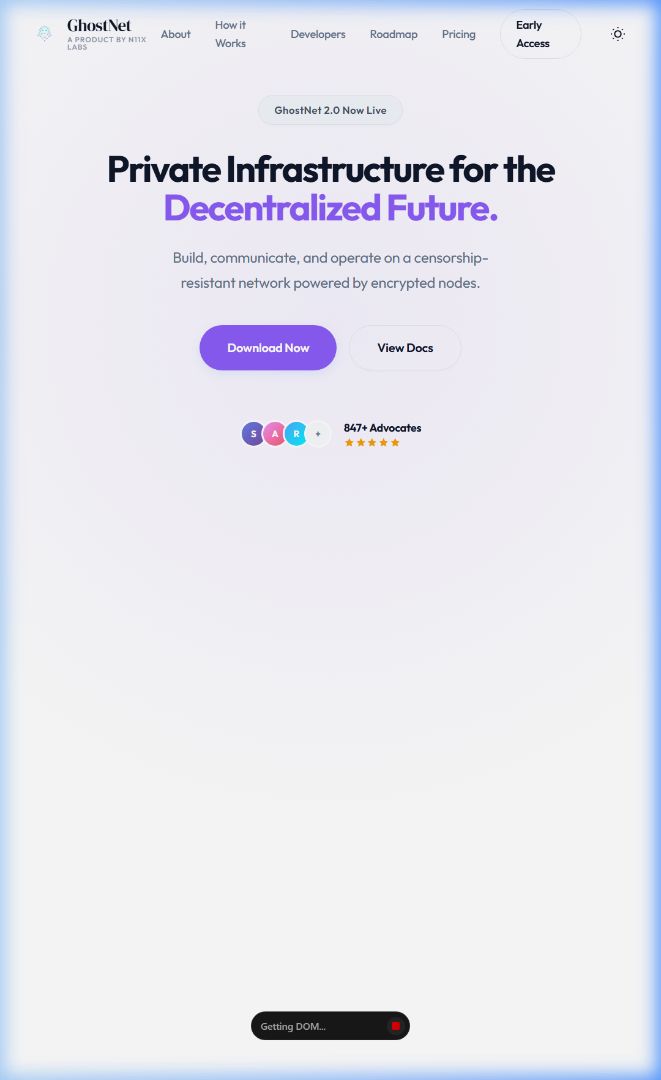 GhostNet
A PRODUCT BY N11X
LABS
About
How it
Works
Developers
Roadmap
Pricing
Early
Access
GhostNet 2.0 Now Live
Private Infrastructure for the
Decentralized Future.
Build, communicate, and operate on a censorship-
resistant network powered by encrypted nodes.
Download Now
View Docs
S A R +
847+ Advocates
Getting DOM...